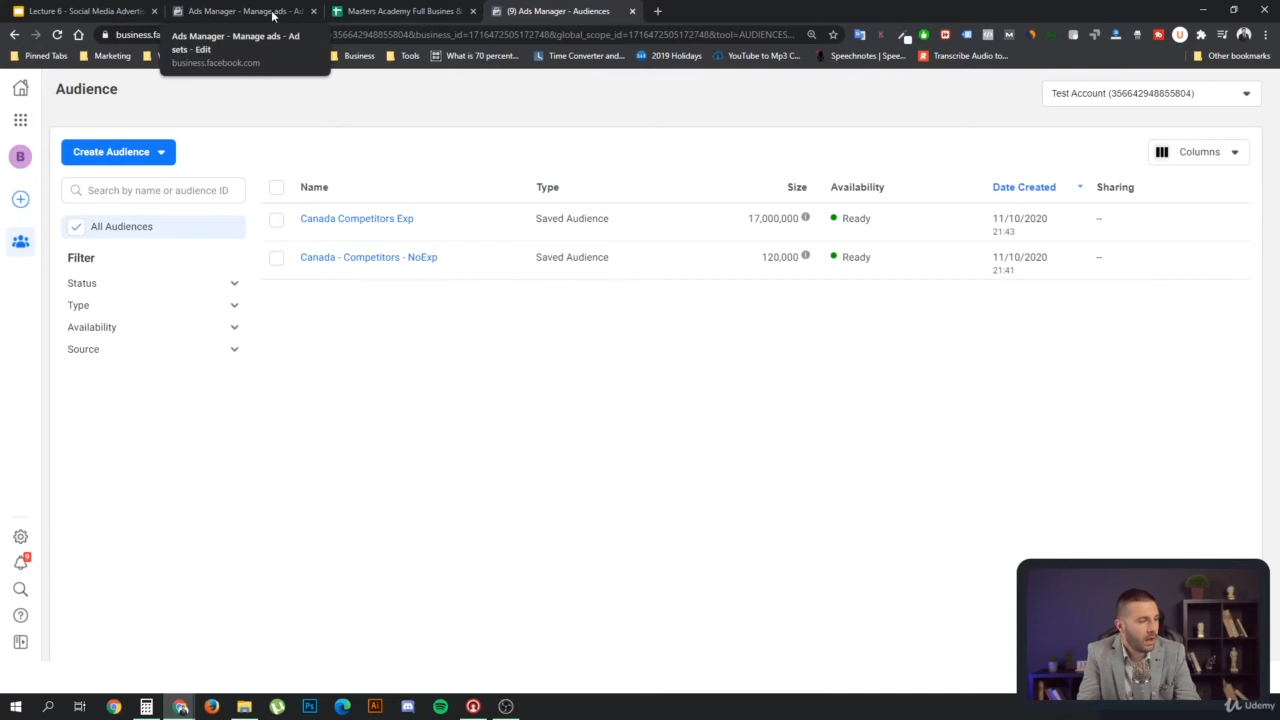 Lecture 6 - Social Media Adverti
Ads Manager - Manage ads - Ad
Masters Academy Full Busines &
(9) Ads Manager - Audiences
business.fa
356642948855804&business_id=1716472505172748&global_scope_id=1716472505172748&tool=AUDIENCES...
Ads Manager - Manage ads - Ad
sets - Edit
business.facebook.com
Pinned Tabs
Marketing
Business
Tools
What is 70 percent...
Time Converter and...
2019 Holidays
YouTube to Mp3 C...
Speechnotes | Spee...
Transcribe Audio to...
Other bookmarks
Audience
Test Account (356642948855804)
B
Create Audience
Columns
Search by name or audience ID
Name
Type
Size
Availability
Date Created
Sharing
All Audiences
Canada Competitors Exp
Saved Audience
17,000,000
Ready
11/10/2020
21:43
--
Filter
Canada - Competitors - NoExp
Saved Audience
120,000
Ready
11/10/2020
21:41
--
Status
Type
Availability
Source
9
Udemy